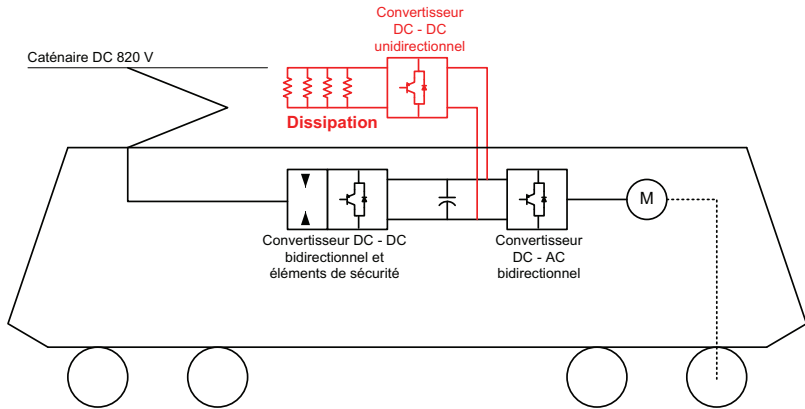 Convertisseur
DC - DC
unidirectionnel
Caténaire DC 820 V
Dissipation
M
Convertisseur DC - DC
bidirectionnel et
éléments de sécurité
Convertisseur
DC - AC
bidirectionnel